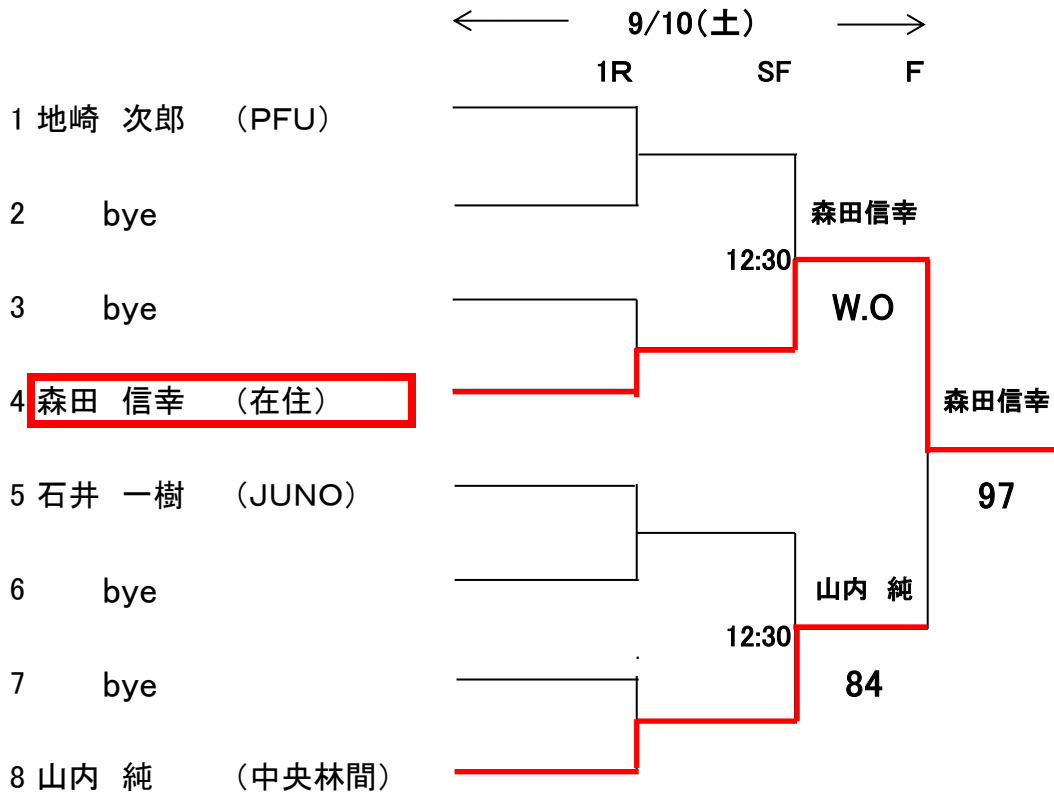 9/10(土)
1R SF F
1 地崎 次郎 (PFU)
2 bye
森田信幸
12:30
3 bye
W.O
4 森田 信幸 (在住)
森田信幸
5 石井 一樹 (JUNO)
97
6 bye
山内 純
12:30
7 bye
84
8 山内 純 (中央林間)